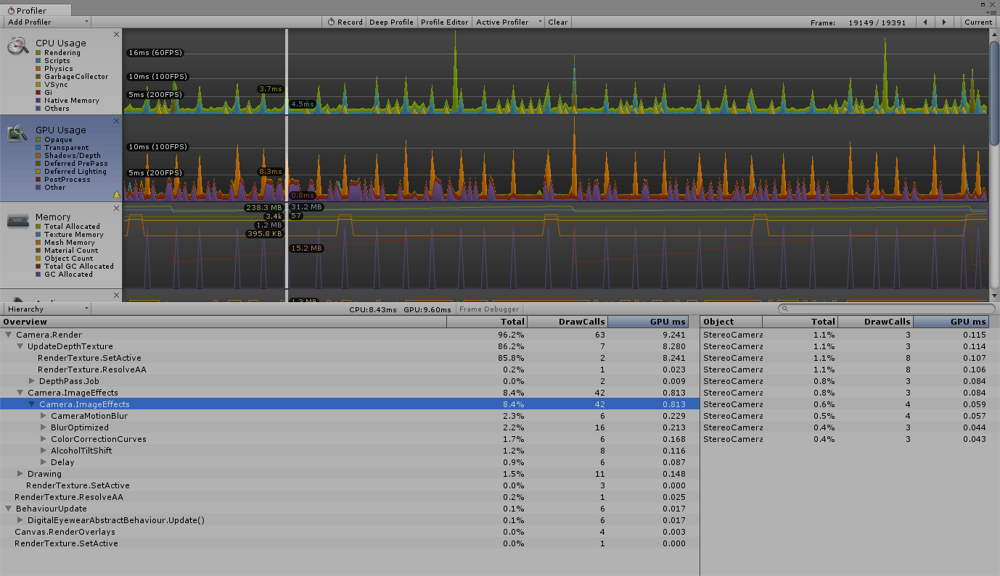 Profiler
Add Profiler
Record Deep Profile Profile Editor Active Profiler Clear Frame: 19149 / 19391 Current
CPU Usage
Rendering
Scripts
Physics
GarbageCollector
VSync
Gi
Native Memory
Others
16ms (60FPS)
10ms (100FPS)
5ms (200FPS)
3.7ms
4.5ms
GPU Usage
Opaque
Transparent
Shadows/Depth
Deferred PrePass
Deferred Lighting
PostProcess
Other
10ms (100FPS)
5ms (200FPS)
8.3ms
0.8ms
Memory
Total Allocated
Texture Memory
Mesh Memory
Material Count
Object Count
Total GC Allocated
GC Allocated
238.3 MB 31.2 MB
3.4k 57
1.2 MB
395.8 KB
15.2 MB
1.3 MB
Hierarchy CPU:8.43ms GPU:9.60ms Frame Debugger
Overview Total DrawCalls GPU ms
Camera.Render 96.2% 63 9.241
UpdateDepthTexture 86.2% 7 8.280
RenderTexture.SetActive 85.8% 2 8.241
RenderTexture.ResolveAA 0.2% 1 0.023
DepthPass.Job 0.0% 2 0.009
Camera.ImageEffects 8.4% 42 0.813
Camera.ImageEffects 8.4% 42 0.813
CameraMotionBlur 2.3% 6 0.229
BlurOptimized 2.2% 16 0.213
ColorCorrectionCurves 1.7% 6 0.168
AlcoholTiltShift 1.2% 8 0.116
Delay 0.9% 6 0.087
Drawing 1.5% 11 0.148
RenderTexture.SetActive 0.0% 3 0.000
RenderTexture.ResolveAA 0.2% 1 0.025
BehaviourUpdate 0.1% 6 0.017
DigitalEyewearAbstractBehaviour.Update() 0.1% 6 0.017
Canvas.RenderOverlays 0.0% 4 0.003
RenderTexture.SetActive 0.0% 1 0.000
Object Total DrawCalls GPU ms
StereoCamera 1.1% 3 0.115
StereoCamera 1.1% 3 0.114
StereoCamera 1.1% 8 0.107
StereoCamera 1.1% 8 0.106
StereoCamera 0.8% 3 0.084
StereoCamera 0.8% 3 0.084
StereoCamera 0.6% 4 0.059
StereoCamera 0.5% 4 0.057
StereoCamera 0.4% 3 0.044
StereoCamera 0.4% 3 0.043